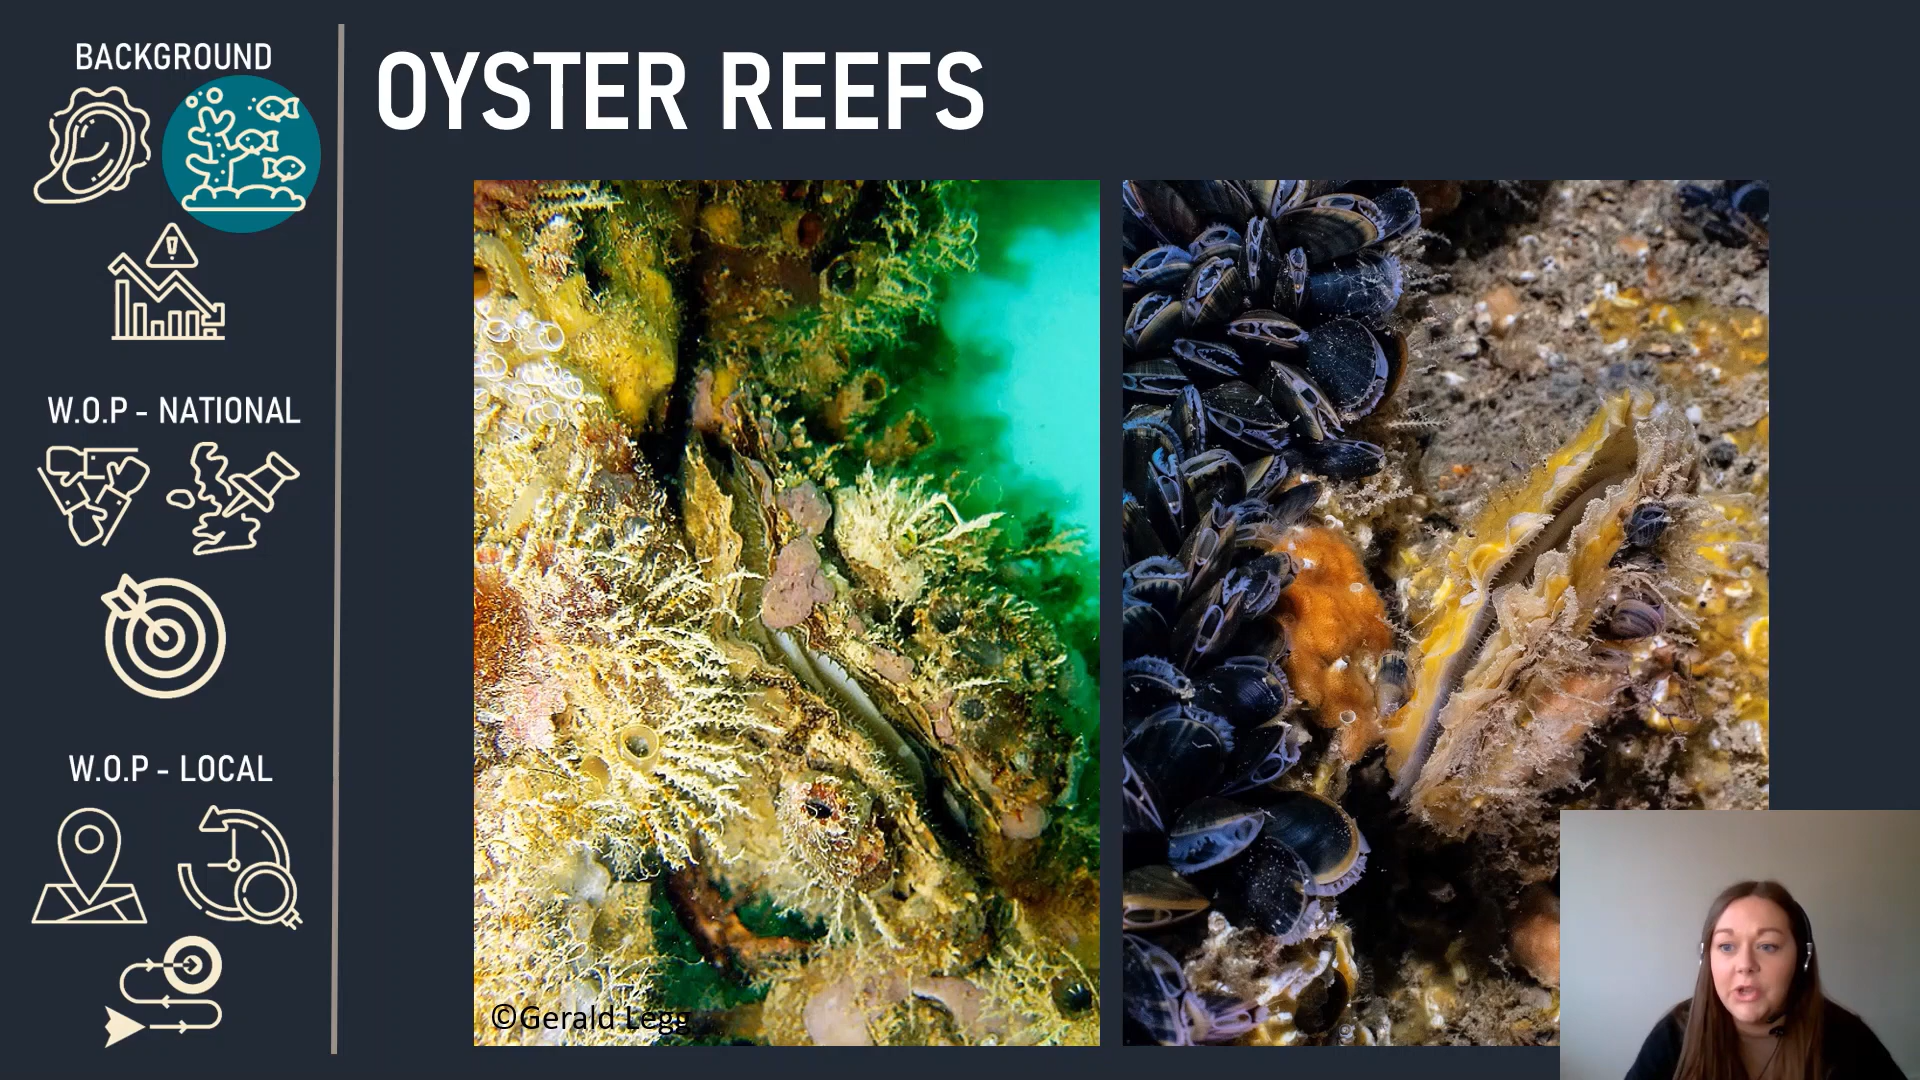 BACKGROUND
OYSTER REEFS
W.O.P - NATIONAL
W.O.P - LOCAL
©Gerald Legg